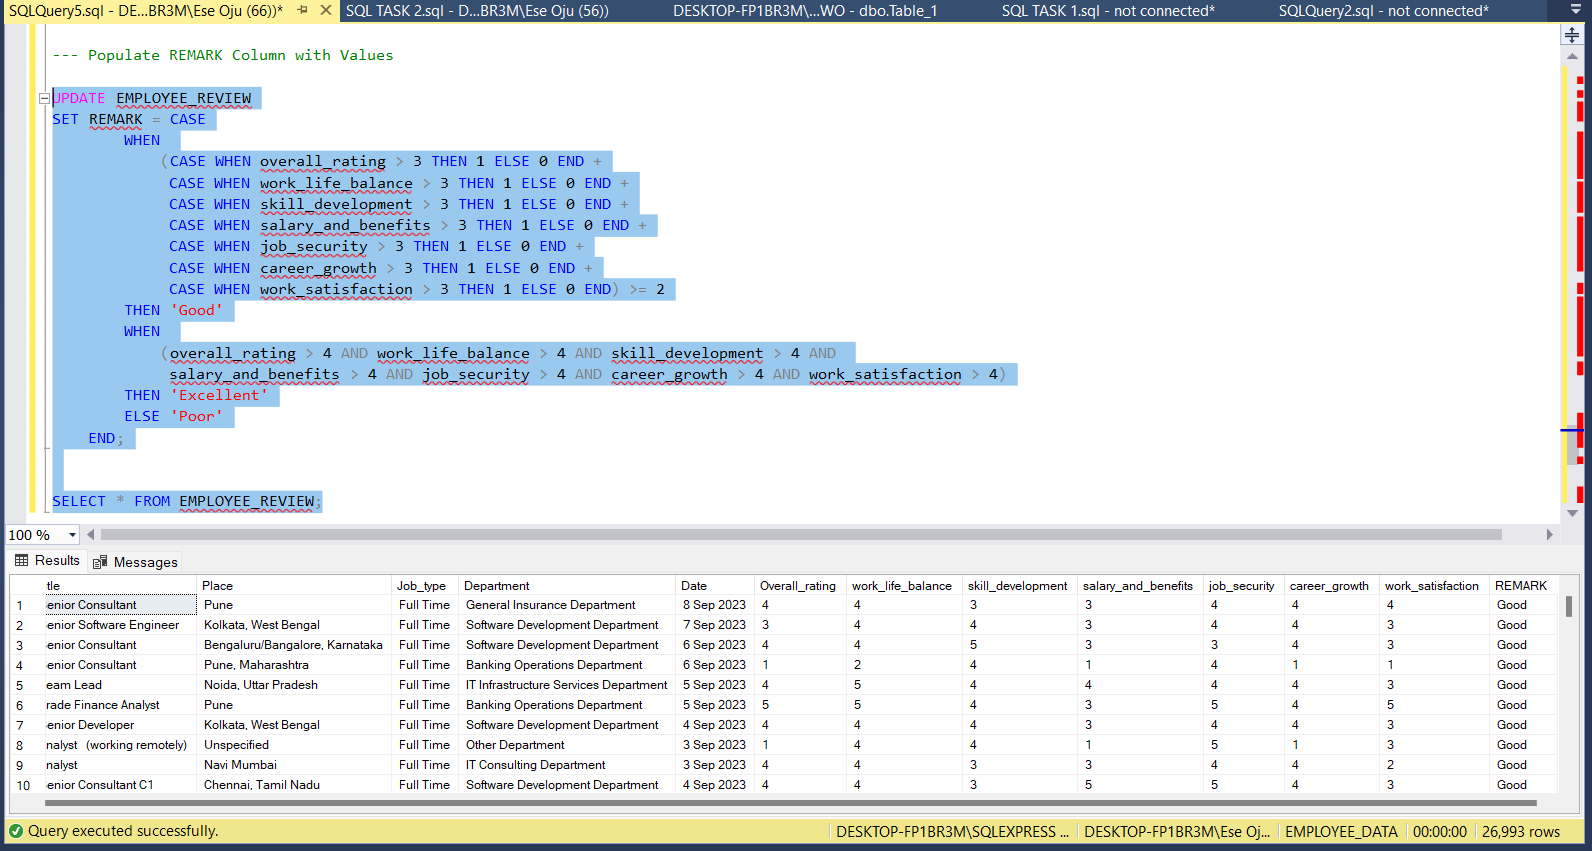 SQLQuery5.sql - DE...BR3M\Ese Oju (66))* SQL TASK 2.sql - D...BR3M\Ese Oju (56)) DESKTOP-FP1BR3M\...WO - dbo.Table_1 SQL TASK 1.sql - not connected* SQLQuery2.sql - not connected*
--- Populate REMARK Column with Values
UPDATE EMPLOYEE_REVIEW
SET REMARK = CASE
WHEN
(CASE WHEN overall_rating > 3 THEN 1 ELSE 0 END +
CASE WHEN work_life_balance > 3 THEN 1 ELSE 0 END +
CASE WHEN skill_development > 3 THEN 1 ELSE 0 END +
CASE WHEN salary_and_benefits > 3 THEN 1 ELSE 0 END +
CASE WHEN job_security > 3 THEN 1 ELSE 0 END +
CASE WHEN career_growth > 3 THEN 1 ELSE 0 END +
CASE WHEN work_satisfaction > 3 THEN 1 ELSE 0 END) >= 2
THEN 'Good'
WHEN
(overall_rating > 4 AND work_life_balance > 4 AND skill_development > 4 AND
salary_and_benefits > 4 AND job_security > 4 AND career_growth > 4 AND work_satisfaction > 4)
THEN 'Excellent'
ELSE 'Poor'
END;
SELECT * FROM EMPLOYEE_REVIEW;
100 %
Results Messages
tle Place Job_type Department Date Overall_rating work_life_balance skill_development salary_and_benefits job_security career_growth work_satisfaction REMARK
1 enior Consultant Pune Full Time General Insurance Department 8 Sep 2023 4 4 3 3 4 4 4 Good
2 enior Software Engineer Kolkata, West Bengal Full Time Software Development Department 7 Sep 2023 3 4 4 3 4 4 3 Good
3 enior Consultant Bengaluru/Bangalore, Karnataka Full Time Software Development Department 6 Sep 2023 4 4 5 3 3 4 3 Good
4 enior Consultant Pune, Maharashtra Full Time Banking Operations Department 6 Sep 2023 1 2 4 1 4 1 1 Good
5 eam Lead Noida, Uttar Pradesh Full Time IT Infrastructure Services Department 5 Sep 2023 4 5 4 4 4 4 3 Good
6 rade Finance Analyst Pune Full Time Banking Operations Department 5 Sep 2023 5 5 4 3 5 4 5 Good
7 enior Developer Kolkata, West Bengal Full Time Software Development Department 4 Sep 2023 4 4 4 3 4 4 3 Good
8 nalyst (working remotely) Unspecified Full Time Other Department 3 Sep 2023 1 4 4 1 5 1 3 Good
9 nalyst Navi Mumbai Full Time IT Consulting Department 3 Sep 2023 4 4 3 3 4 4 2 Good
10 enior Consultant C1 Chennai, Tamil Nadu Full Time Software Development Department 4 Sep 2023 4 4 3 5 5 4 3 Good
Query executed successfully. DESKTOP-FP1BR3M\SQLEXPRESS ... DESKTOP-FP1BR3M\Ese Oj... EMPLOYEE_DATA 00:00:00 26,993 rows